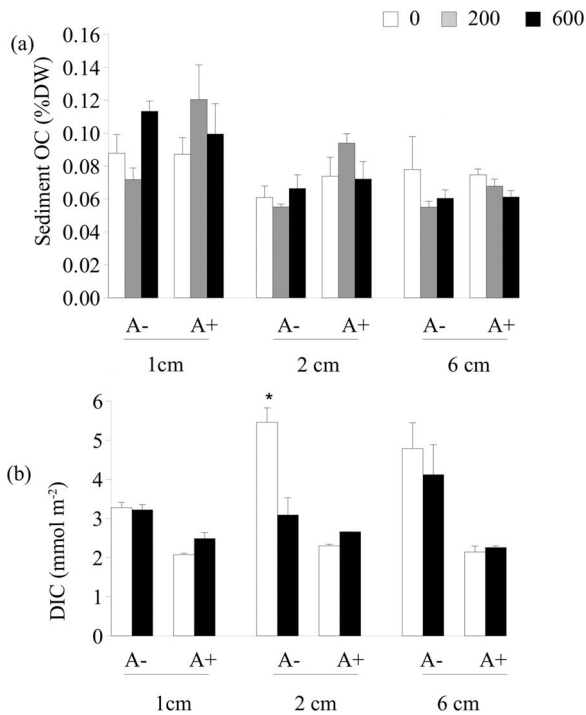 0 200 600
(a)
Sediment OC (%DW)
0.16
0.14
0.12
0.10
0.08
0.06
0.04
0.02
0.00
A- A+ A- A+ A- A+
1cm 2 cm 6 cm
(b)
DIC (mmol m-2)
6
5
4
3
2
1
0
*
A- A+ A- A+ A- A+
1cm 2 cm 6 cm